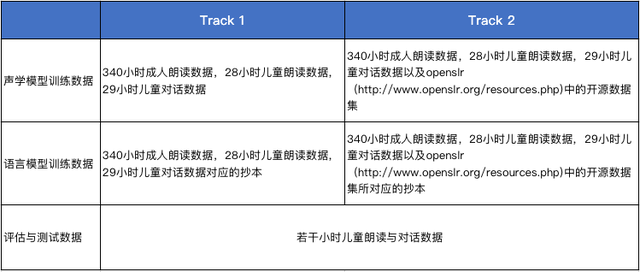 Track 1
Track 2
声学模型训练数据
340小时成人朗读数据，28小时儿童朗读数据，
29小时儿童对话数据
340小时成人朗读数据，28小时儿童朗读数据，29小时儿
童对话数据以及openslr
（http://www.openslr.org/resources.php)中的开源数据
集
语言模型训练数据
340小时成人朗读数据，28小时儿童朗读数据，
29小时儿童对话数据对应的抄本
340小时成人朗读数据，28小时儿童朗读数据，29小时儿
童对话数据以及openslr
（http://www.openslr.org/resources.php)中的开源数据
集所对应的抄本
评估与测试数据
若干小时儿童朗读与对话数据